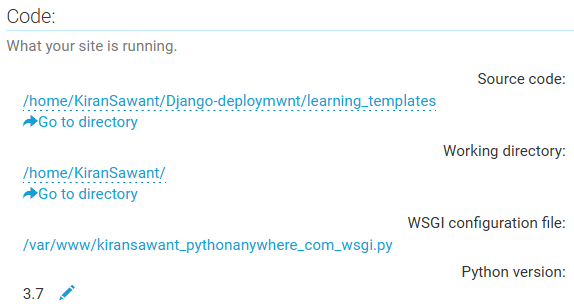 Code:
What your site is running.
Source code:
/home/KiranSawant/Django-deploymwnt/learning_templates
Go to directory
Working directory:
/home/KiranSawant/
Go to directory
WSGI configuration file:
/var/www/kiransawant_pythonanywhere_com_wsgi.py
Python version:
3.7